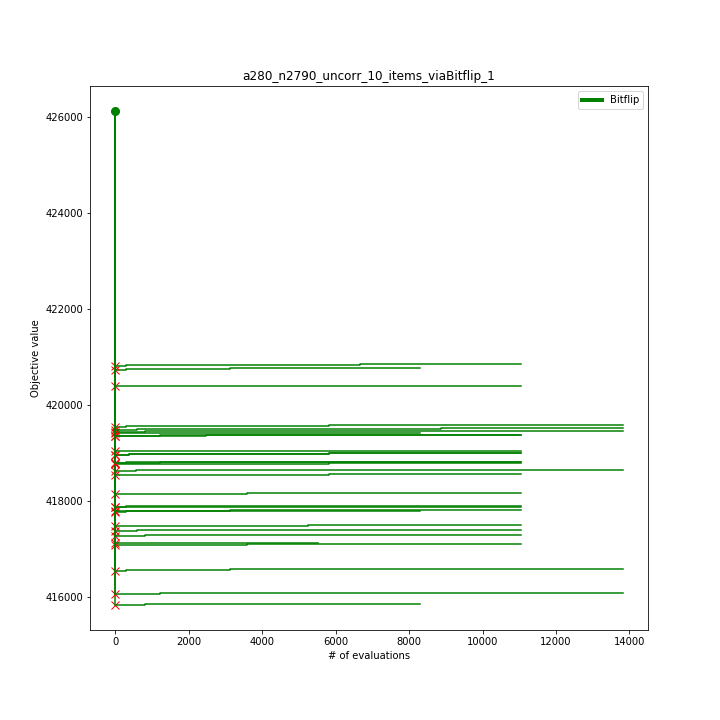 a280_n2790_uncorr_10_items_viaBitflip_1
Bitflip
426000
424000
422000
420000
418000
416000
Objective value
0 2000 4000 6000 8000 10000 12000 14000
# of evaluations